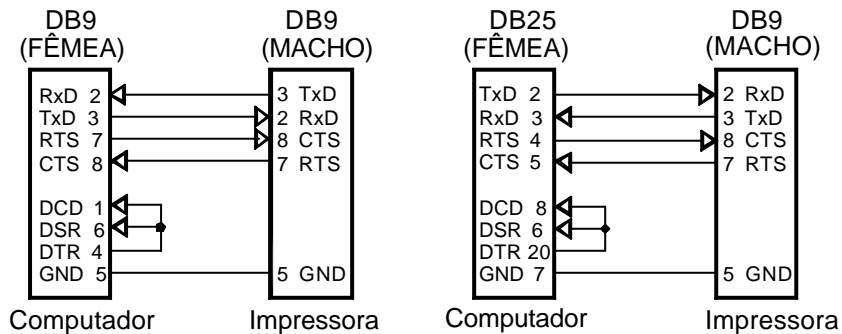 DB9
(FÊMEA)
DB9
(MACHO)
RxD 2
TxD 3
RTS 7
CTS 8
DCD 1
DSR 6
DTR 4
GND 5
3 TxD
2 RxD
8 CTS
7 RTS
5 GND
Computador
Impressora
DB25
(FÊMEA)
DB9
(MACHO)
TxD 2
RxD 3
RTS 4
CTS 5
DCD 8
DSR 6
DTR 20
GND 7
2 RxD
3 TxD
8 CTS
7 RTS
5 GND
Computador
Impressora